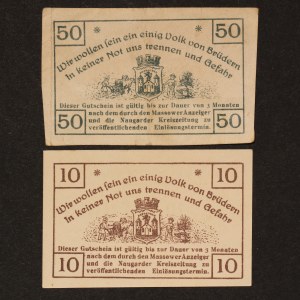 50 50
Wir wollen sein ein einig Volk von Brüdern
In keiner Not uns trennen und Gefahr
Dieser Gutschein ist gültig bis zur Dauer von 3 Monaten
nach dem durch den Massower Anzeiger
und die Naugarder Kreiszeitung zu
veröffentlichenden Einlösungstermin.
50 50
10 10
Wir wollen sein ein einig Volk von Brüdern
In keiner Not uns trennen und Gefahr
Dieser Gutschein ist gültig bis zur Dauer von 3 Monaten
nach dem durch den Massower Anzeiger
und die Naugarder Kreiszeitung zu
veröffentlichenden Einlösungstermin.
10 10